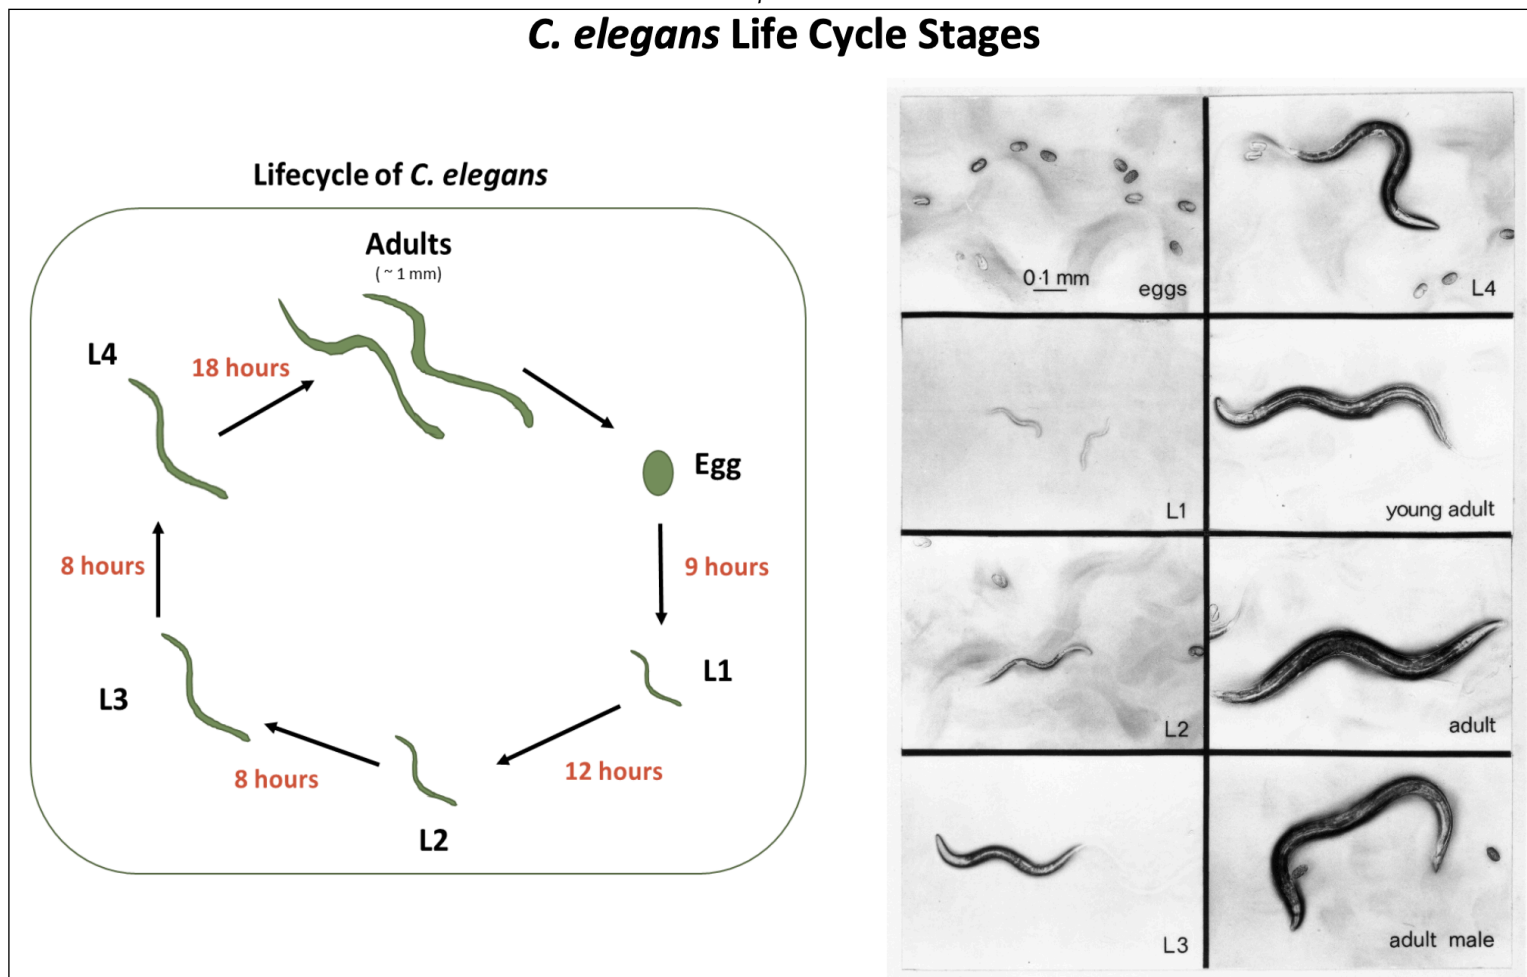 C. elegans Life Cycle Stages
Lifecycle of C. elegans
Adults
( ~ 1 mm)
L4
18 hours
Egg
8 hours
9 hours
L1
L3
12 hours
8 hours
L2
0·1 mm
eggs
L4
L1
young adult
L2
adult
L3
adult male